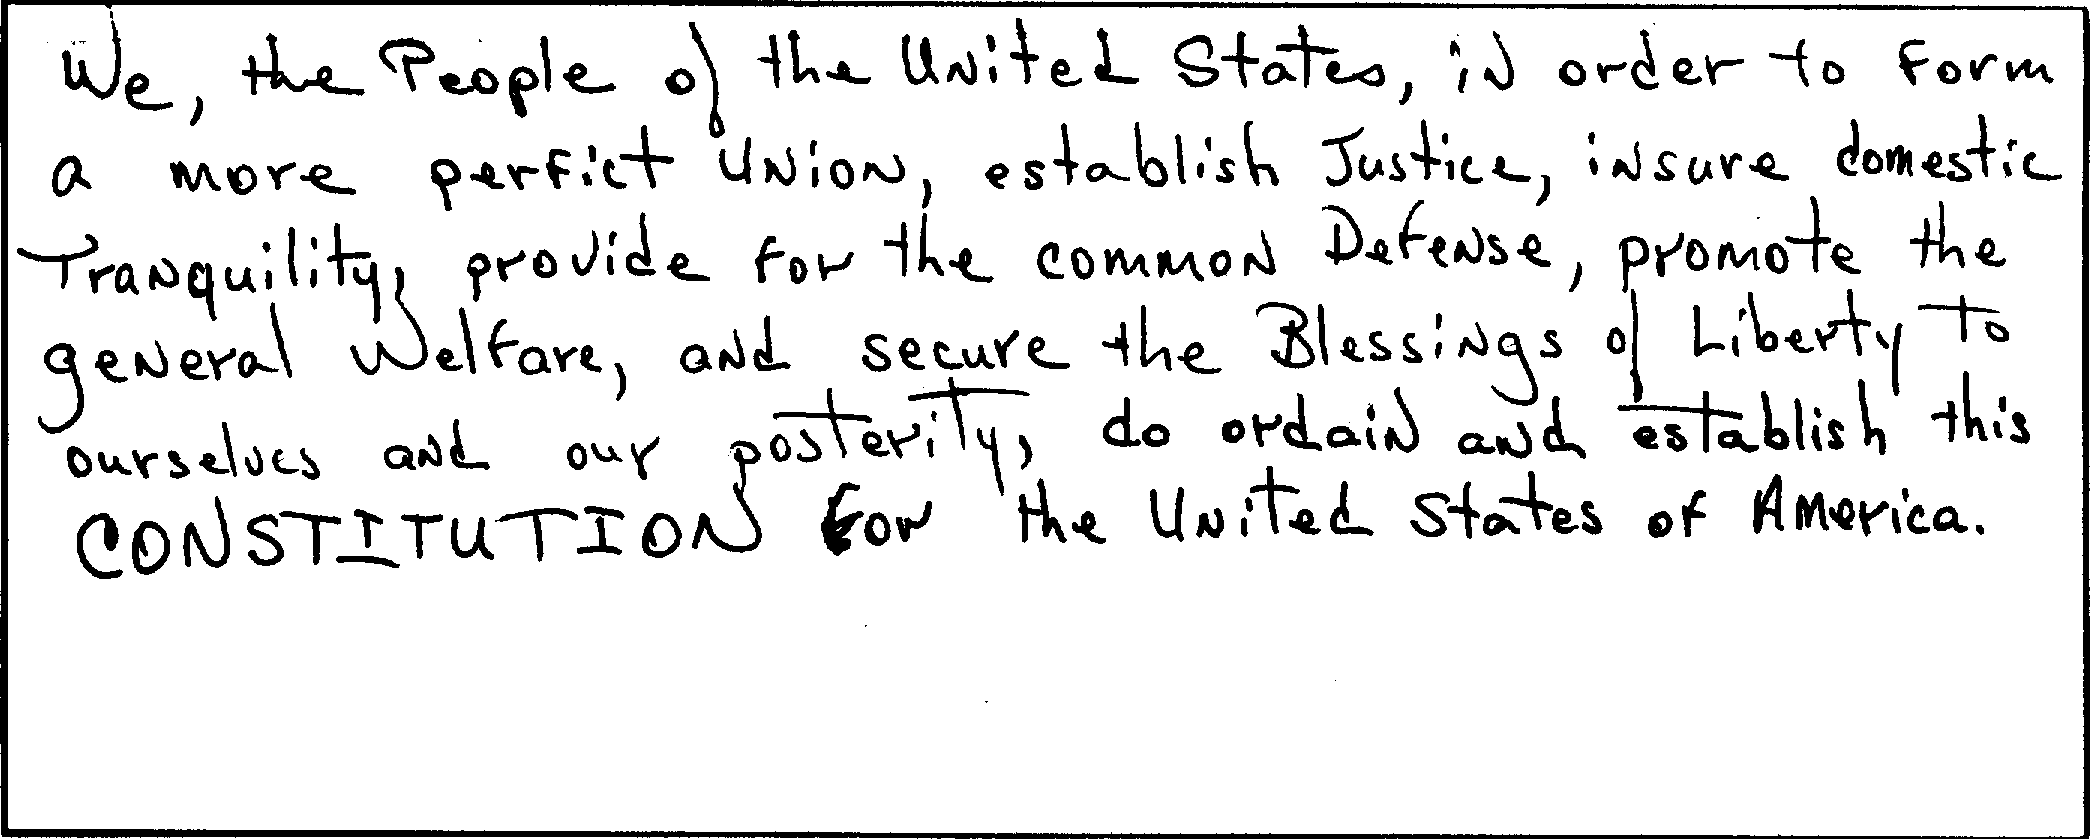 We, the People of the United States, in order to form
a more perfict Union, establish Justice, insure domestic
Tranquility, provide for the common Defense, promote the
general Welfare, and secure the Blessings of Liberty to
ourselves and our posterity, do ordain and establish this
CONSTITUTION for the United States of America.